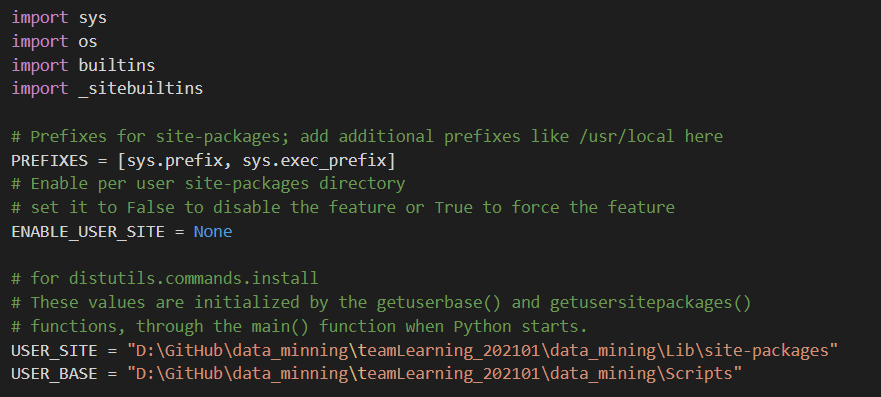 import sys
import os
import builtins
import _sitebuiltins
# Prefixes for site-packages; add additional prefixes like /usr/local here
PREFIXES = [sys.prefix, sys.exec_prefix]
# Enable per user site-packages directory
# set it to False to disable the feature or True to force the feature
ENABLE_USER_SITE = None
# for distutils.commands.install
# These values are initialized by the getuserbase() and getusersitepackages()
# functions, through the main() function when Python starts.
USER_SITE = "D:\GitHub\data_minning\teamLearning_202101\data_mining\Lib\site-packages"
USER_BASE = "D:\GitHub\data_minning\teamLearning_202101\data_mining\Scripts"